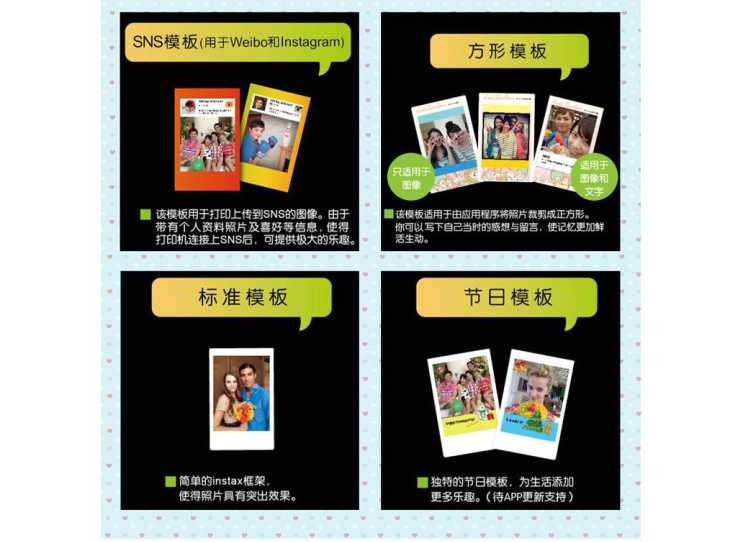 SNS模板(用于Weibo和Instagram)
该模板用于打印上传到SNS的图像。由于
带有个人资料照片及喜好等信息，使得
打印机连接上SNS后，可提供极大的乐趣。
方形模板
只适用于
图像
适用于
图像和
文字
该模板适用于由应用程序将照片裁剪成正方形。
你可以写下自己当时的感想与留言，使记忆更加鲜
活生动。
标准模板
简单的instax框架，
使得照片具有突出效果。
节日模板
独特的节日模板，为生活添加
更多乐趣。（待APP更新支持）